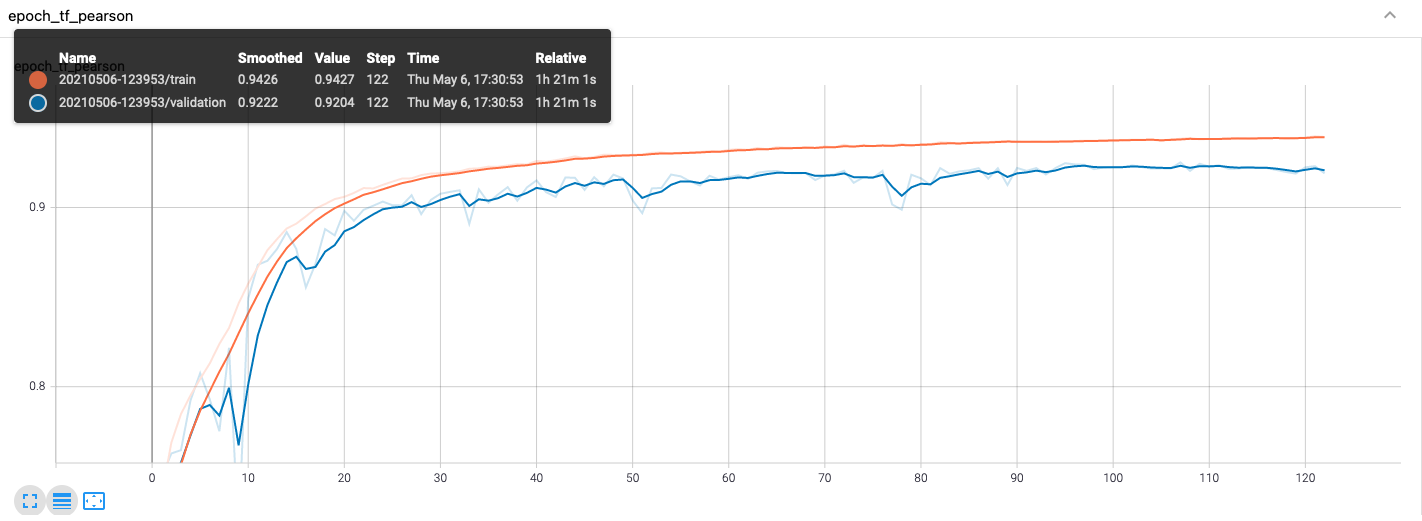 epoch_tf_pearson
Name Smoothed Value Step Time Relative
epoch_tf_pearson
20210506-123953/train 0.9426 0.9427 122 Thu May 6, 17:30:53 1h 21m 1s
20210506-123953/validation 0.9222 0.9204 122 Thu May 6, 17:30:53 1h 21m 1s
0.9
0.8
0 10 20 30 40 50 60 70 80 90 100 110 120